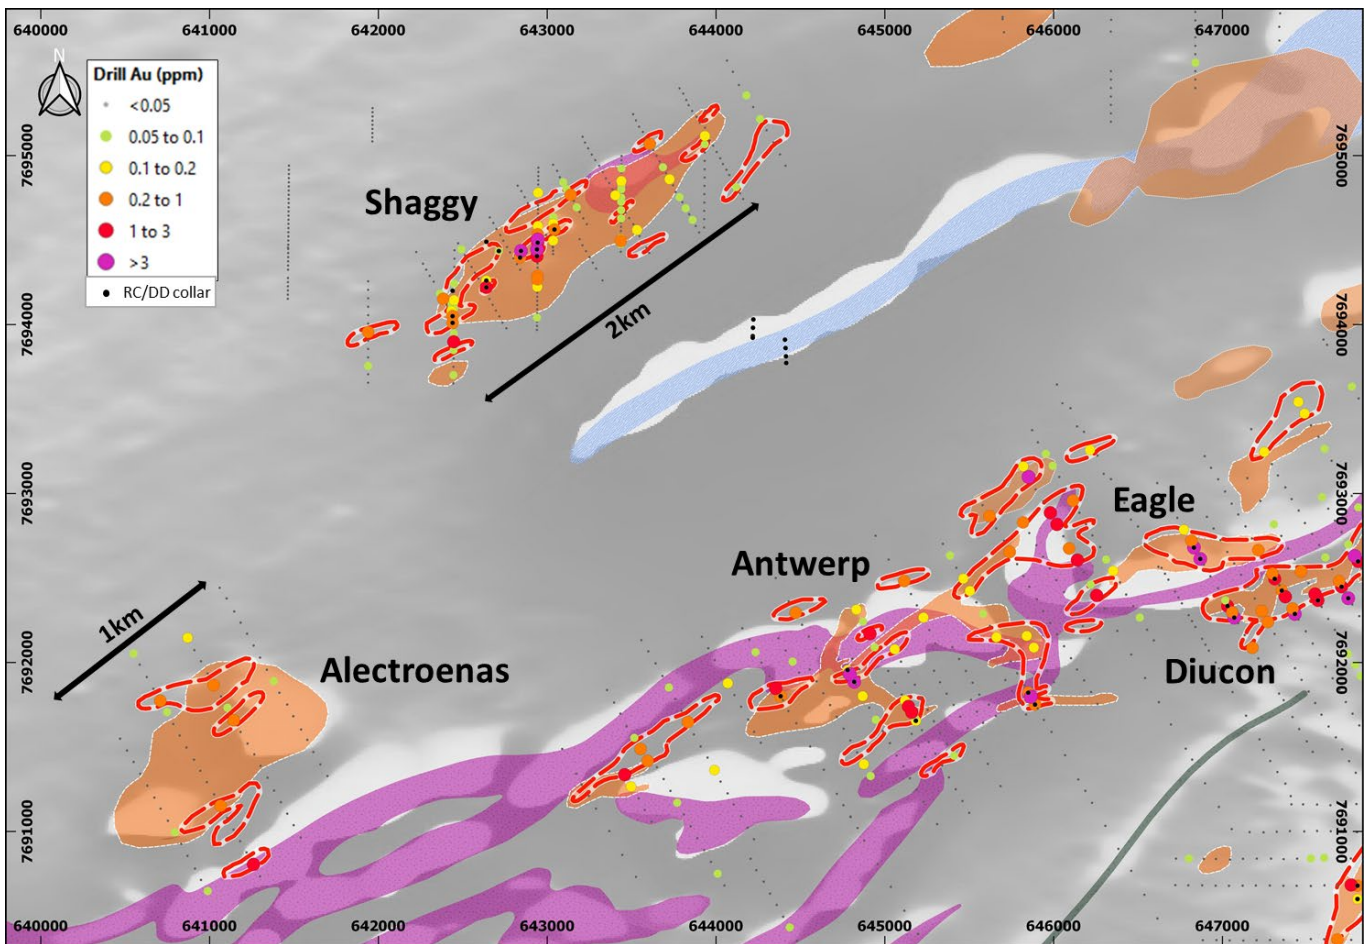 640000 641000 642000 643000 644000 645000 646000 647000
N
Drill Au (ppm)
<0.05
0.05 to 0.1
0.1 to 0.2
0.2 to 1
1 to 3
>3
RC/DD collar
7695000
7695000
Shaggy
2km
7694000
7694000
7693000
7693000
Eagle
Antwerp
1km
Alectroenas
Diucon
7692000
7692000
7691000
7691000
640000 641000 642000 643000 644000 645000 646000 647000